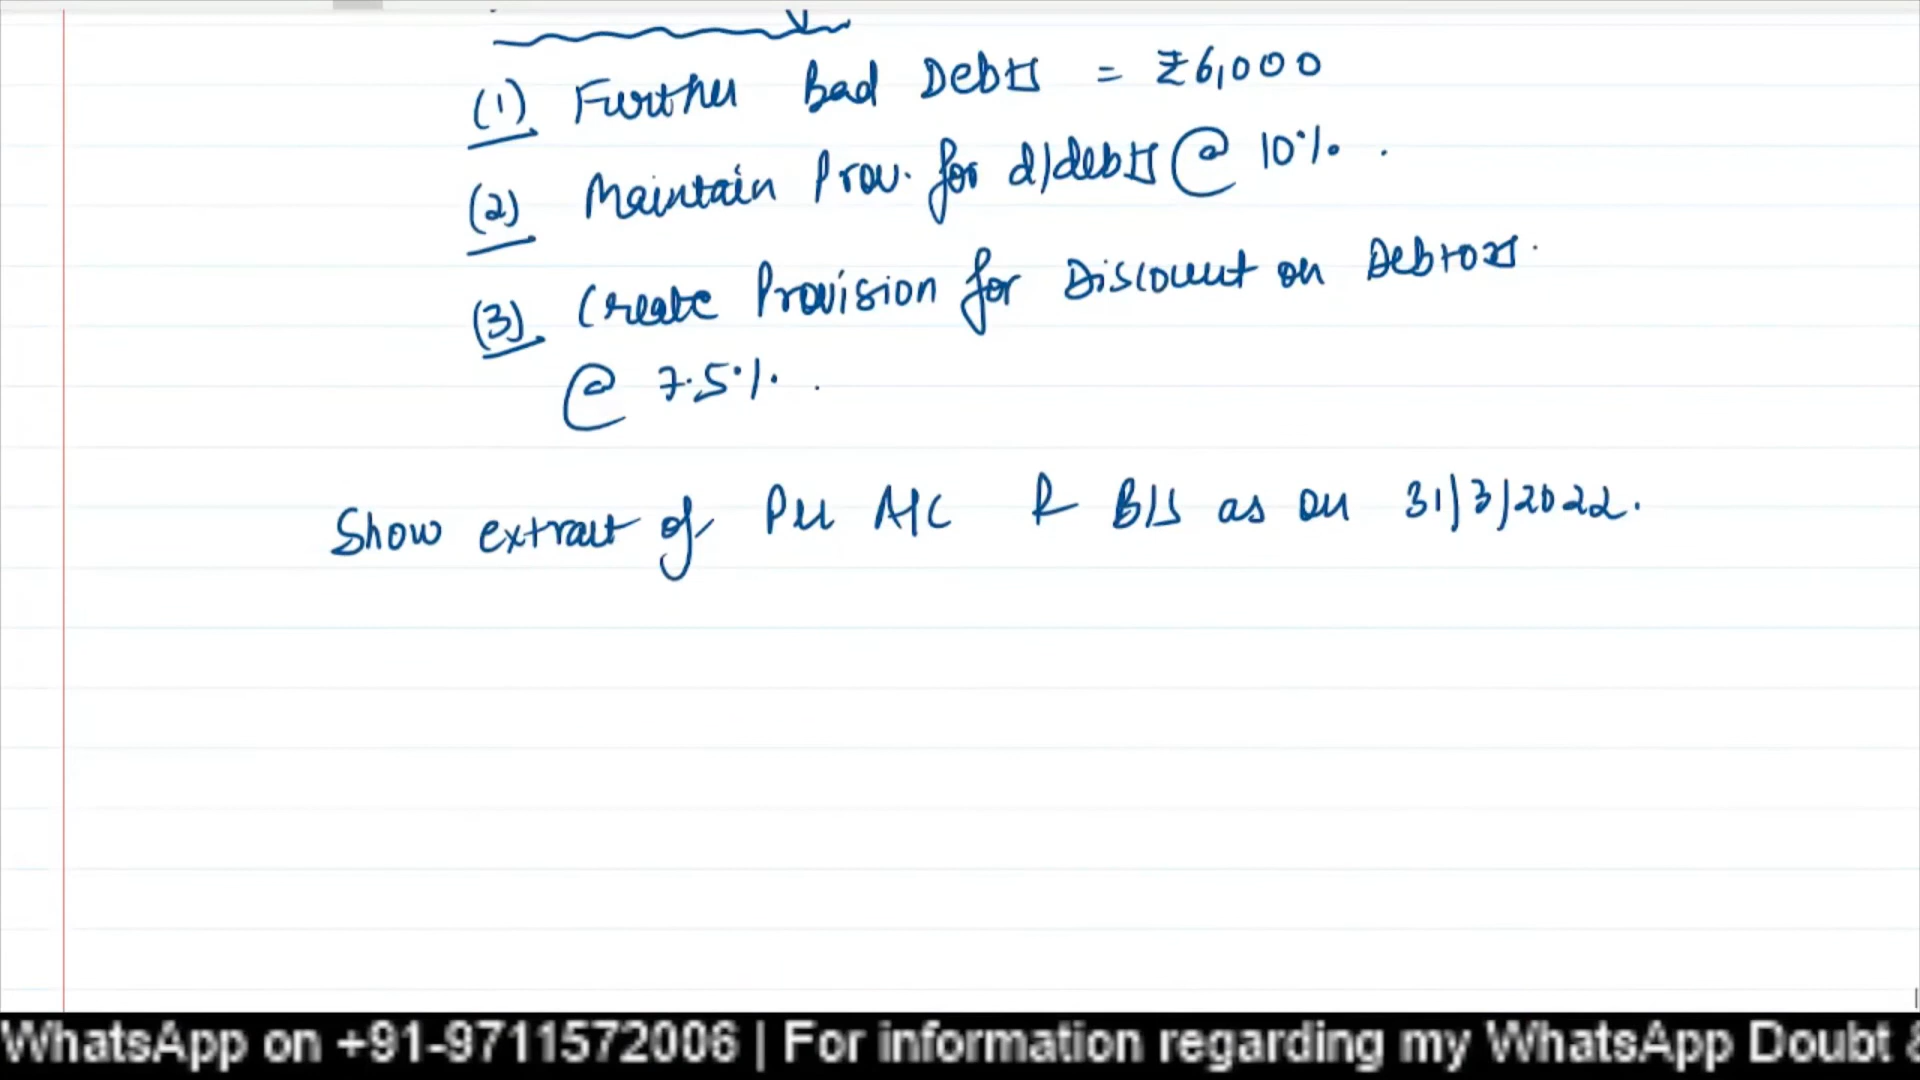 (1) Further Bad Debts = ₹6,000
(2) Maintain Prov. for d/debts @ 10% .
(3) Create Provision for Discount on Debtors.
@ 7.5% .
Show extract of P&L A/C & B/S as on 31/3/2022.
WhatsApp on +91-9711572006 | For information regarding my WhatsApp Doubt &